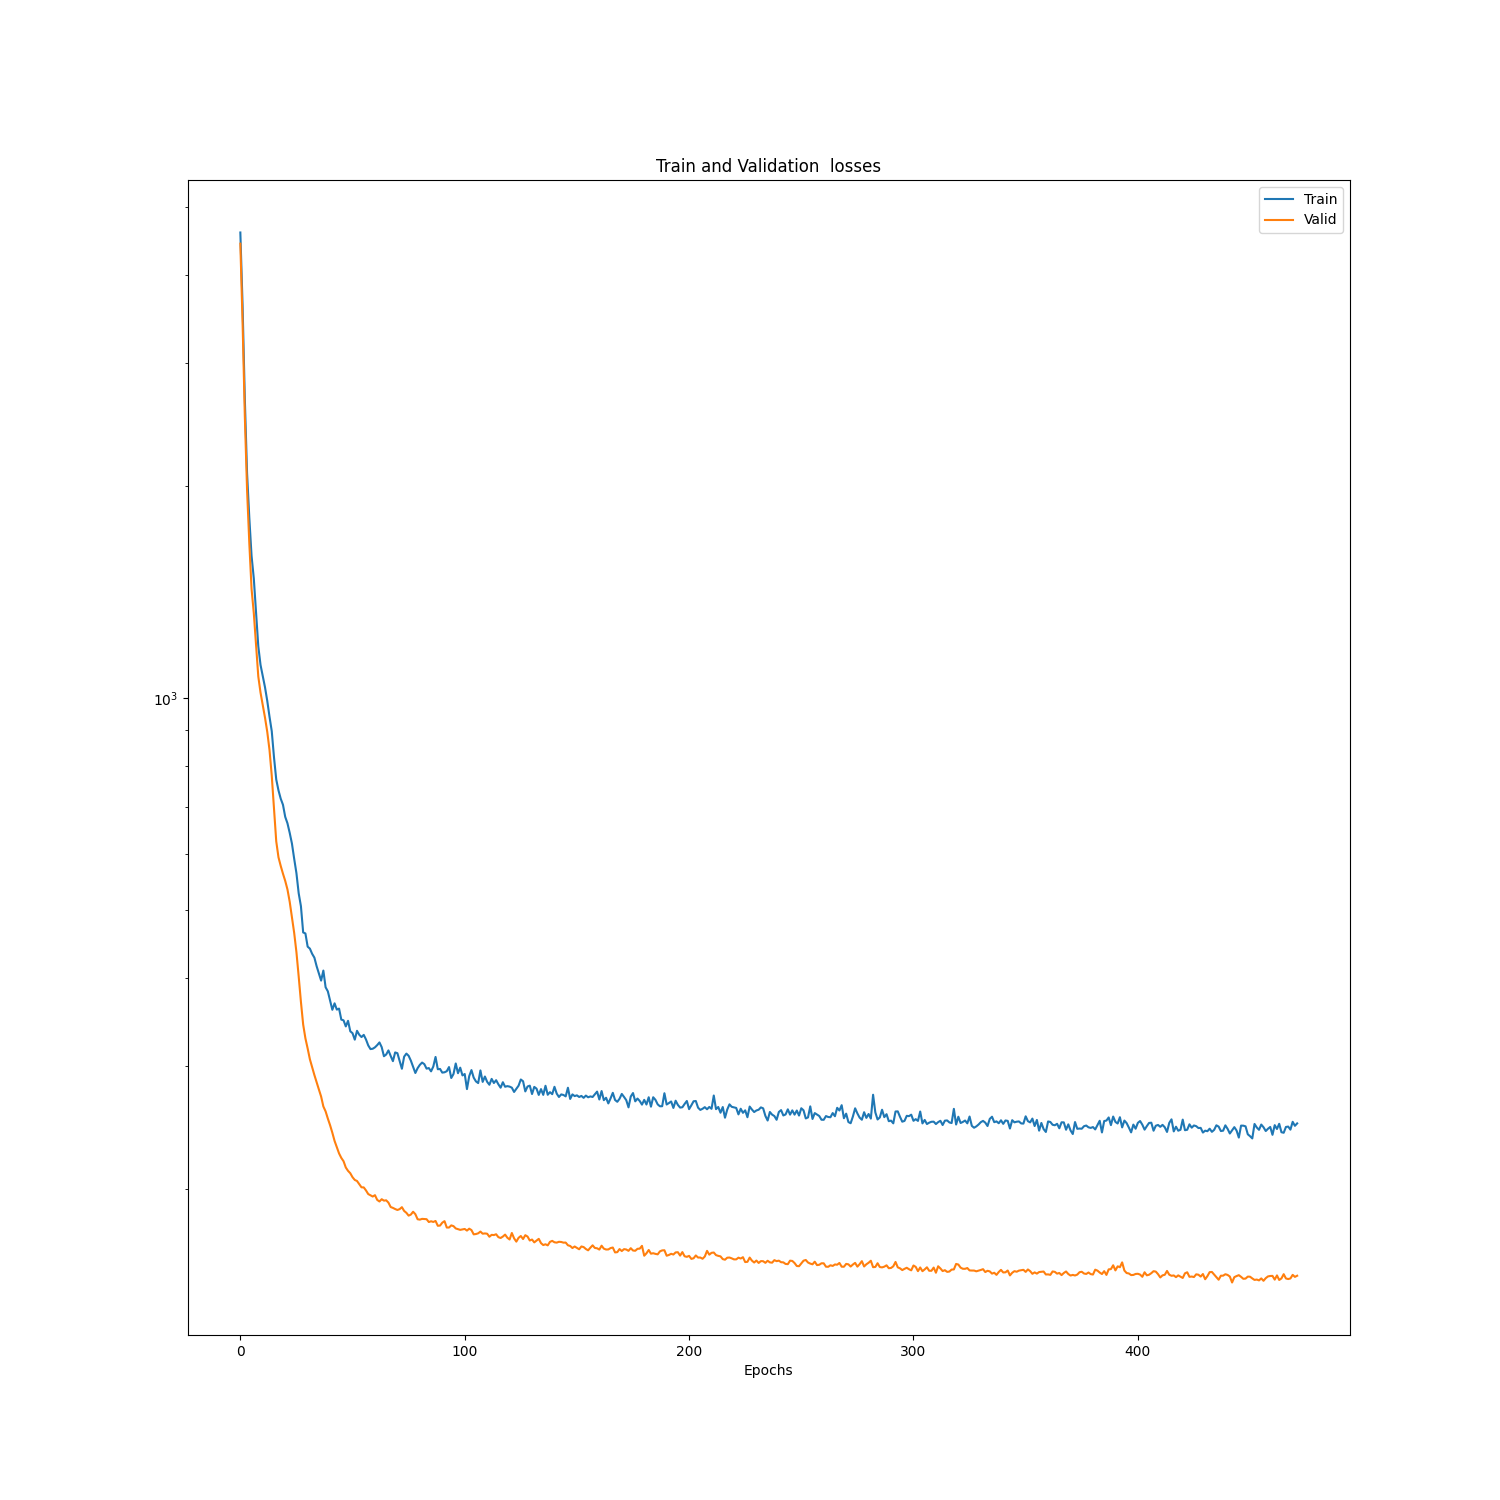 Train and Validation  losses
Train
Valid
10³
0 100 200 300 400
Epochs